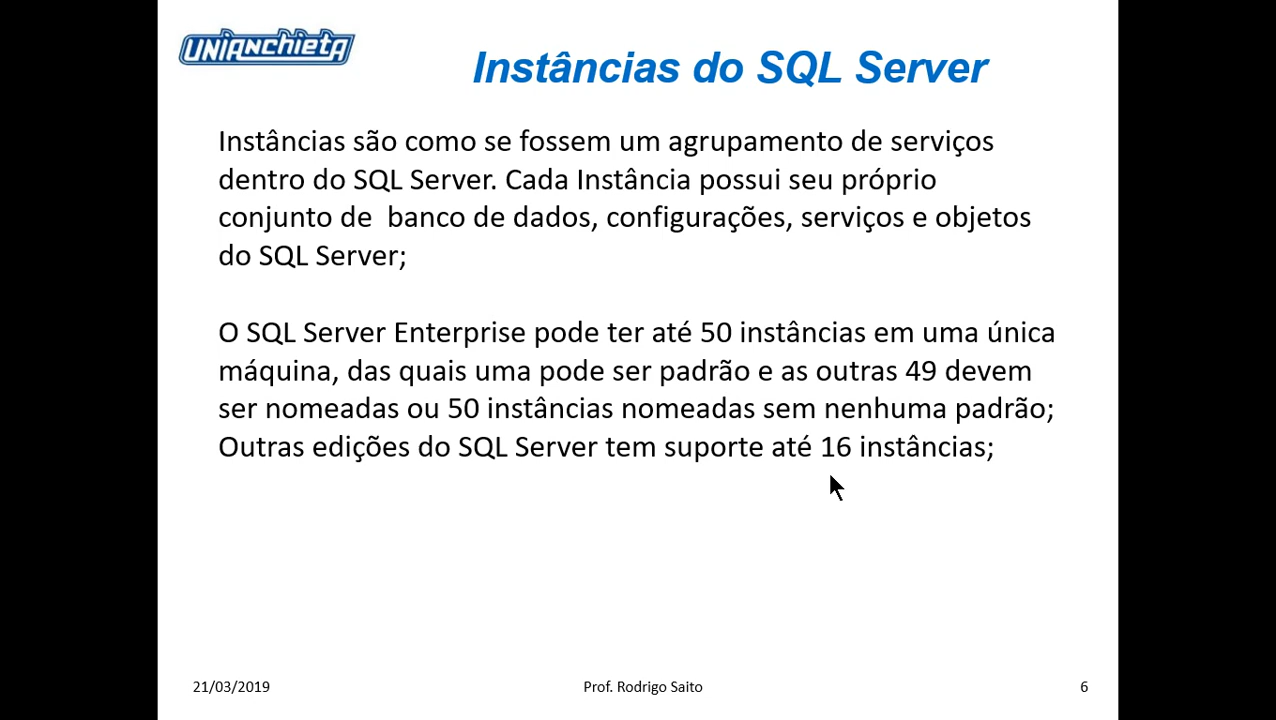 UNIANCHIETA
Instâncias do SQL Server
Instâncias são como se fossem um agrupamento de serviços
dentro do SQL Server. Cada Instância possui seu próprio
conjunto de  banco de dados, configurações, serviços e objetos
do SQL Server;
O SQL Server Enterprise pode ter até 50 instâncias em uma única
máquina, das quais uma pode ser padrão e as outras 49 devem
ser nomeadas ou 50 instâncias nomeadas sem nenhuma padrão;
Outras edições do SQL Server tem suporte até 16 instâncias;
21/03/2019
Prof. Rodrigo Saito
6